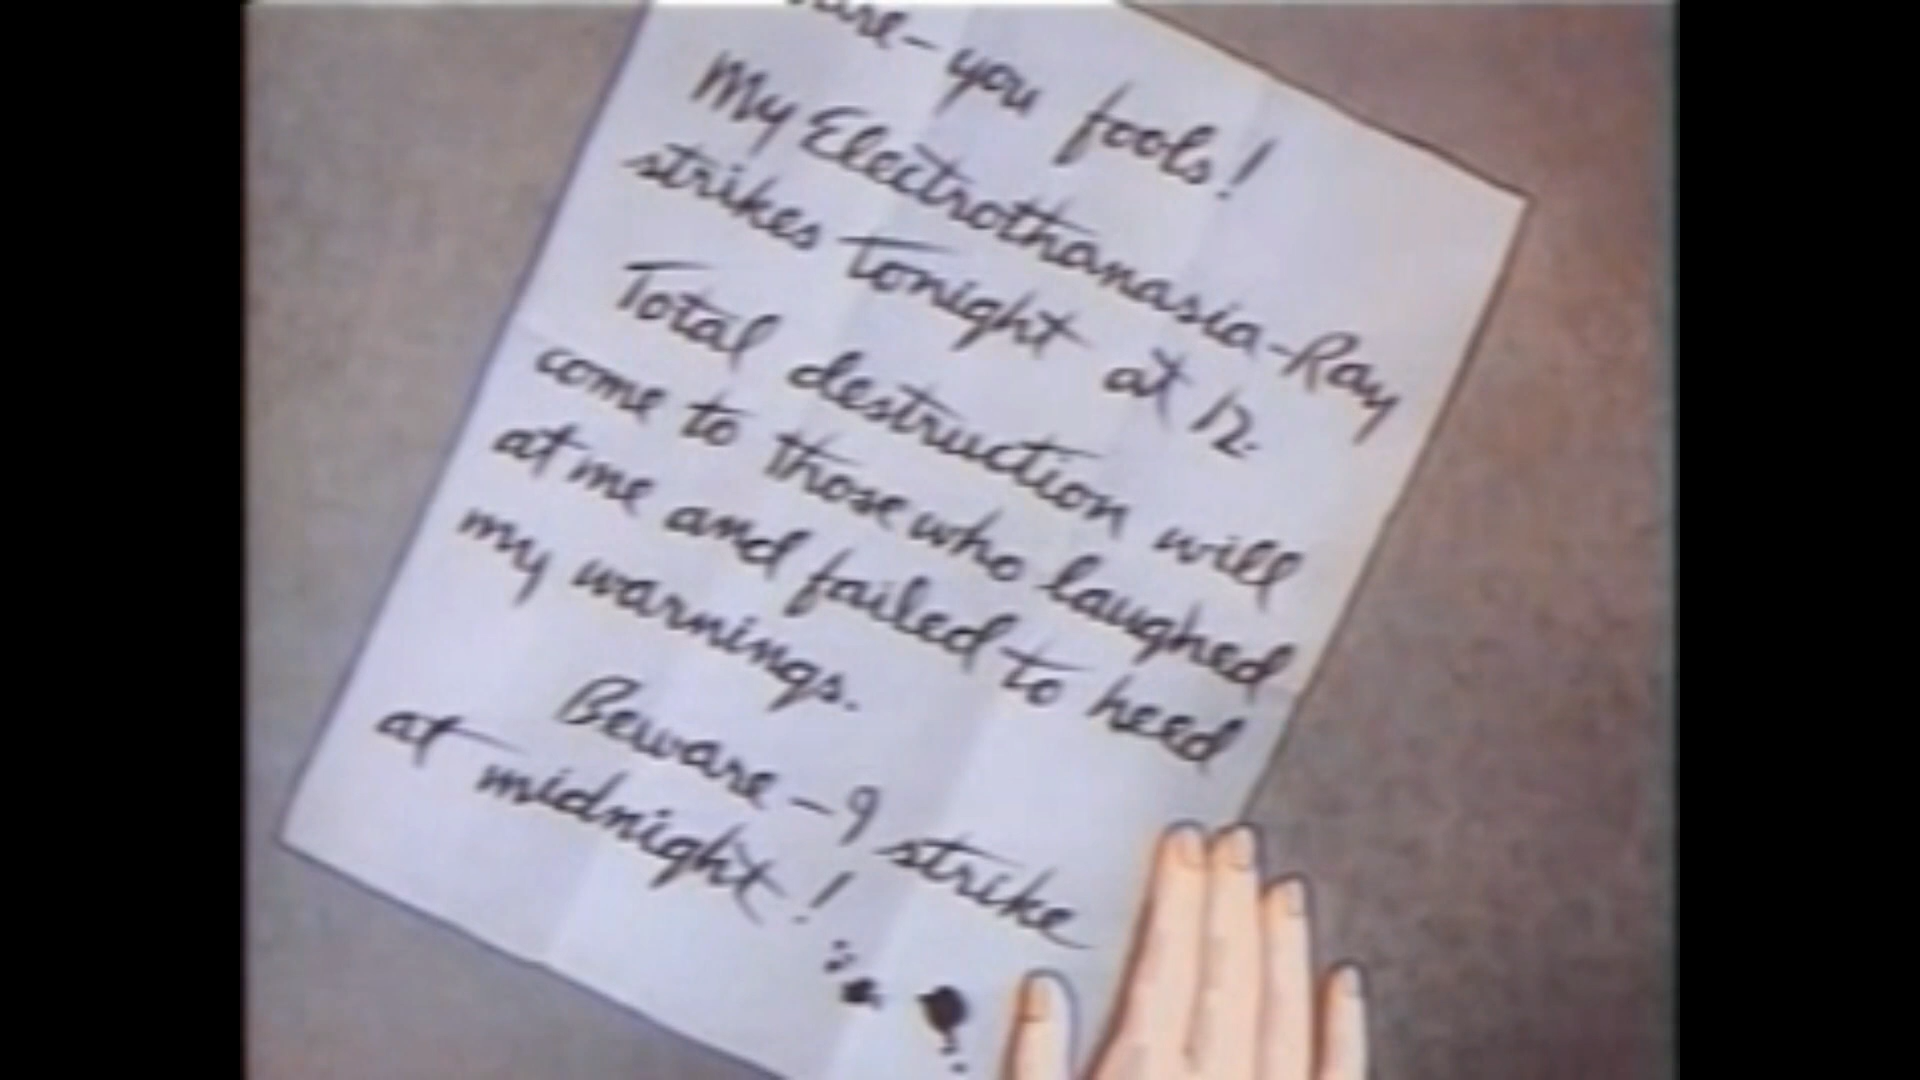 are — you fools!
My Electrothanasia-Ray
strikes tonight at 12.
Total destruction will
come to those who laughed
at me and failed to heed
my warnings.
Beware — I strike
at midnight!